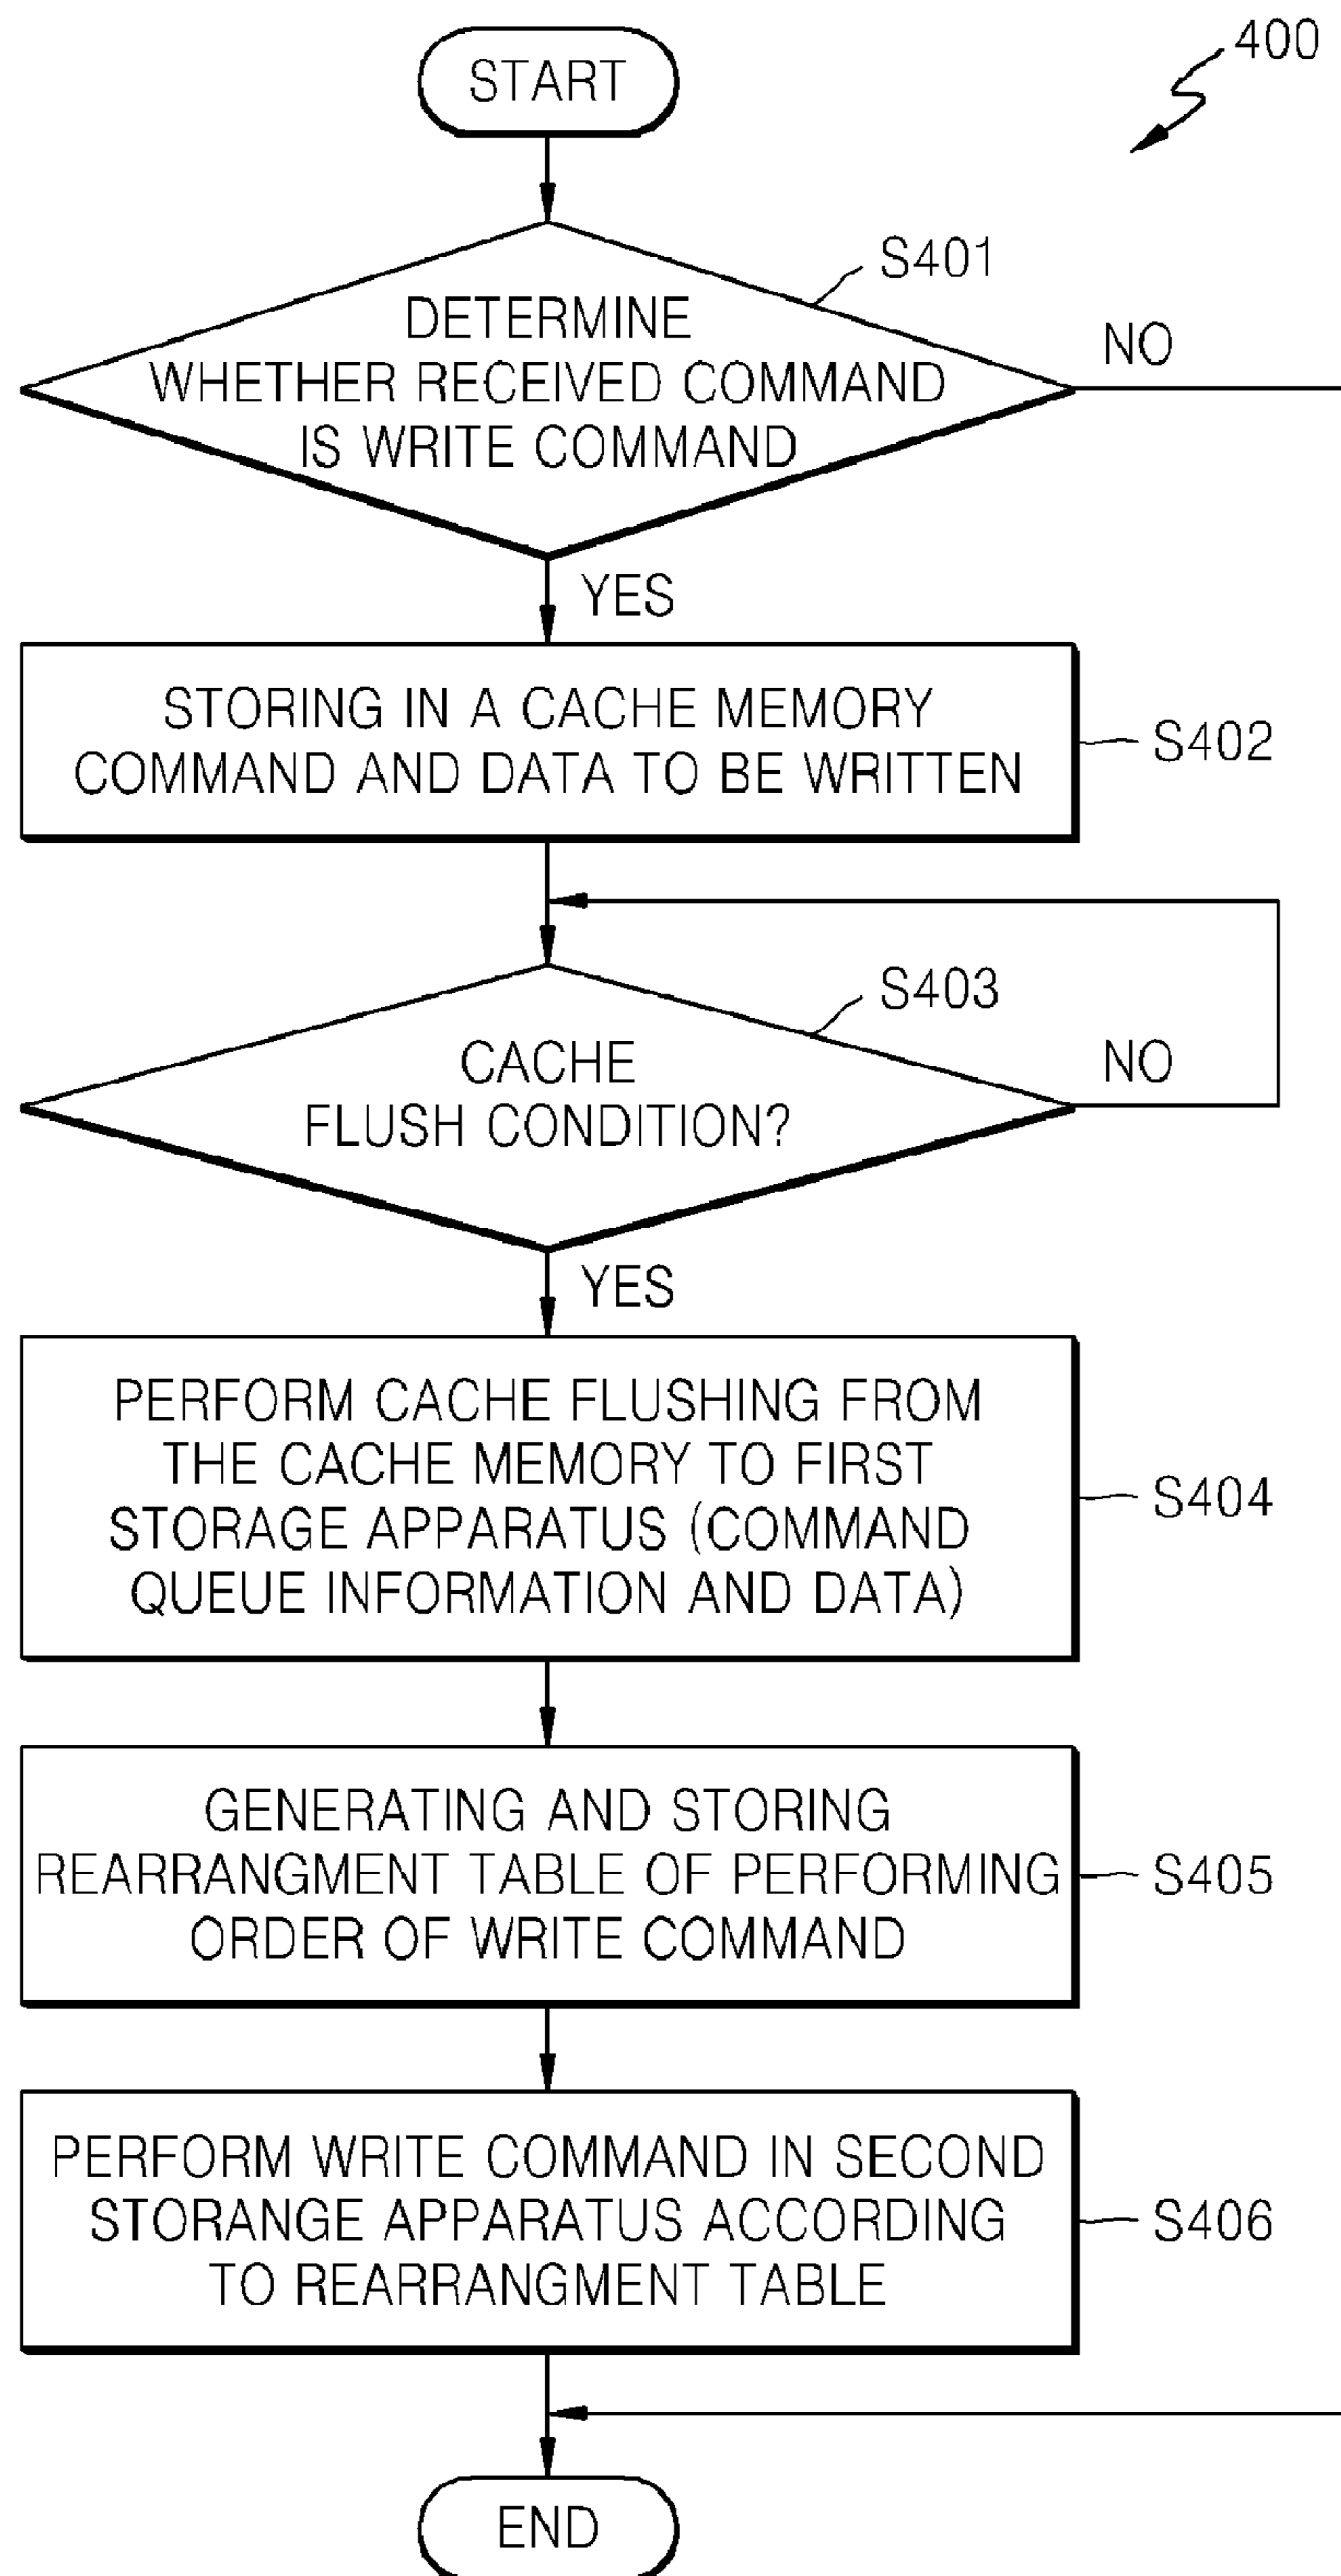 START
400
S401
DETERMINE
WHETHER RECEIVED COMMAND
IS WRITE COMMAND
NO
YES
STORING IN A CACHE MEMORY
COMMAND AND DATA TO BE WRITTEN
S402
S403
CACHE
FLUSH CONDITION?
NO
YES
PERFORM CACHE FLUSHING FROM
THE CACHE MEMORY TO FIRST
STORAGE APPARATUS (COMMAND
QUEUE INFORMATION AND DATA)
S404
GENERATING AND STORING
REARRANGMENT TABLE OF PERFORMING
ORDER OF WRITE COMMAND
S405
PERFORM WRITE COMMAND IN SECOND
STORANGE APPARATUS ACCORDING
TO REARRANGMENT TABLE
S406
END